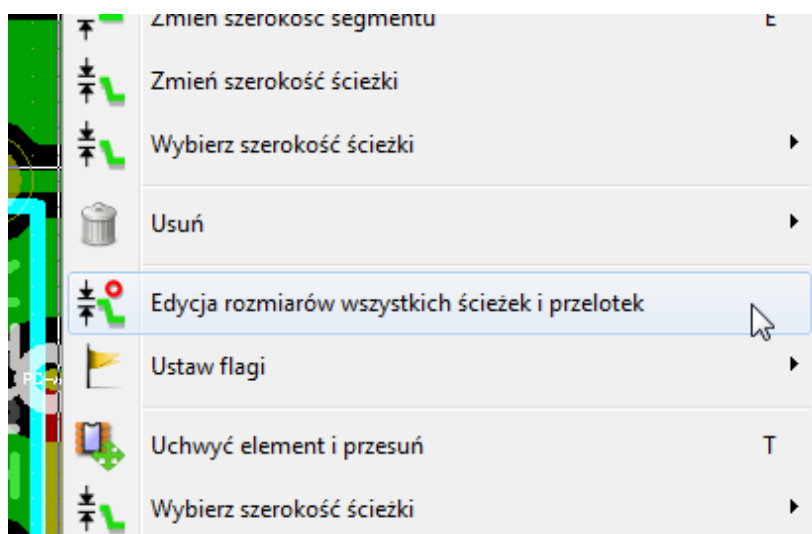 Zmień szerokość segmentu E
Zmień szerokość ścieżki
Wybierz szerokość ścieżki
Usuń
Edycja rozmiarów wszystkich ścieżek i przelotek
Ustaw flagi
Uchwyć element i przesuń T
Wybierz szerokość ścieżki